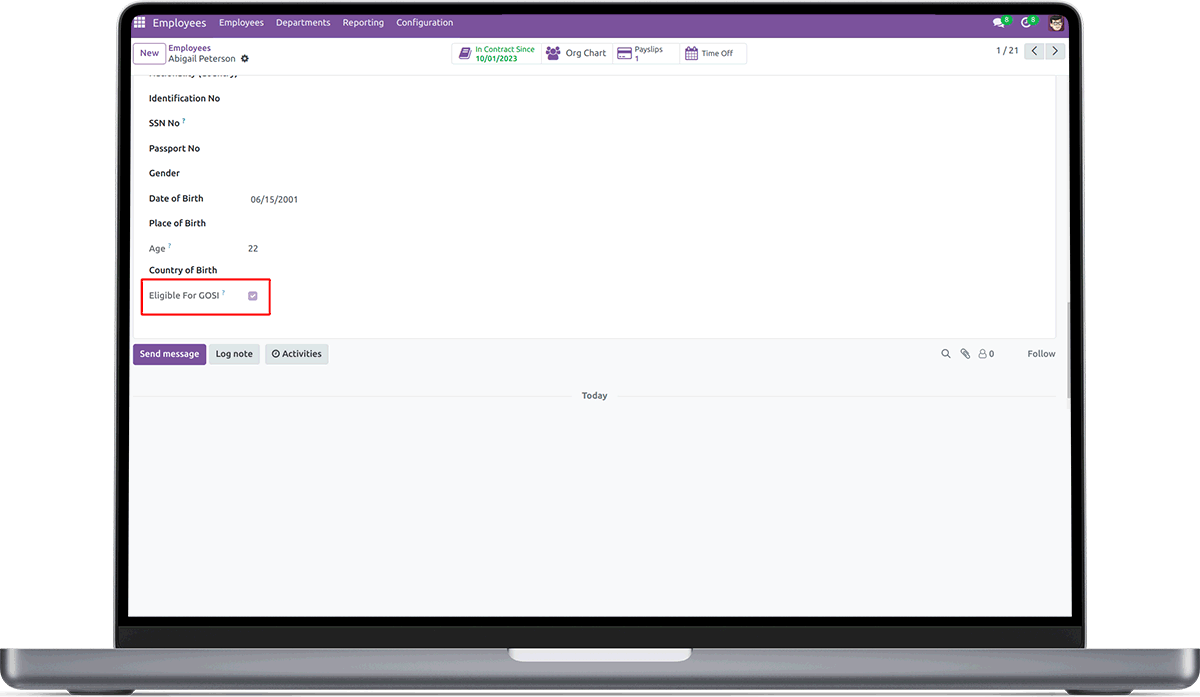 Employees Employees Departments Reporting Configuration 8 8
New Employees
Abigail Peterson
In Contract Since
10/01/2023
Org Chart
Payslips
1
Time Off
1 / 21
Nationality (Country)
Identification No
SSN No ?
Passport No
Gender
Date of Birth 06/15/2001
Place of Birth
Age ? 22
Country of Birth
Eligible For GOSI ?
Send message Log note Activities 0 Follow
Today